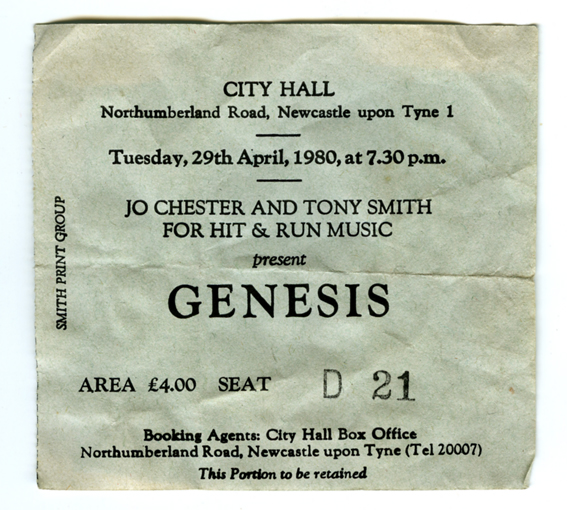 CITY HALL
Northumberland Road, Newcastle upon Tyne 1
Tuesday, 29th April, 1980, at 7.30 p.m.
JO CHESTER AND TONY SMITH
FOR HIT & RUN MUSIC
present
GENESIS
AREA £4.00 SEAT D 21
Booking Agents: City Hall Box Office
Northumberland Road, Newcastle upon Tyne (Tel 20007)
This Portion to be retained
SMITH PRINT GROUP